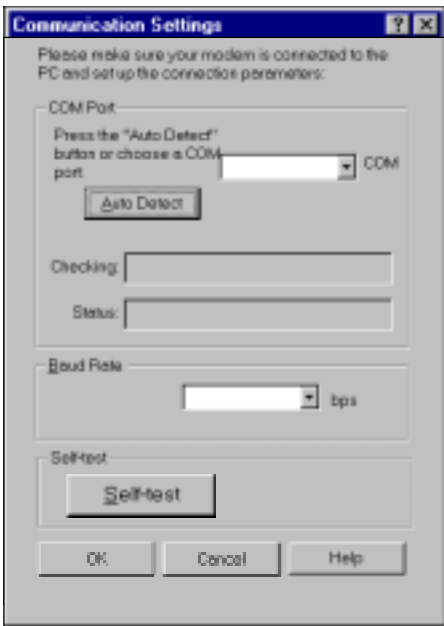 Communication Settings
Please make sure your modem is connected to the
PC and set up the connection parameters:
COM Port
Press the "Auto Detect"
button or choose a COM
port
COM
Auto Detect
Checking:
Status:
Baud Rate
bps
Self-test
Self-test
OK Cancel Help